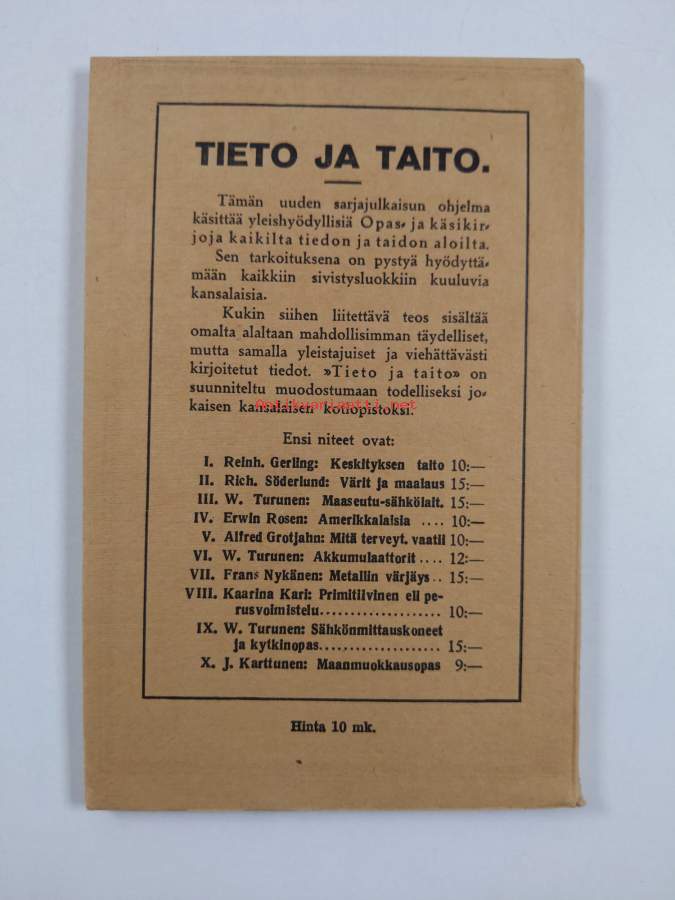 TIETO JA TAITO.
Tämän uuden sarjajulkaisun ohjelma
käsittää yleishyödyllisiä Opas- ja käsikir-
joja kaikilta tiedon ja taidon aloilta.
Sen tarkoituksena on pystyä hyödyttä-
mään kaikkiin sivistysluokkiin kuuluvia
kansalaisia.
Kukin siihen liitettävä teos sisältää
omalta alaltaan mahdollisimman täydelliset,
mutta samalla yleistajuiset ja viehättävästi
kirjoitetut tiedot. »Tieto ja taito» on
suunniteltu muodostumaan todelliseksi jo-
kaisen kansalaisen kotiopistoksi.
Antikvariaatti.net
Ensi niteet ovat:
I. Reinh. Gerling: Keskityksen taito 10:—
II. Rich. Söderlund: Värit ja maalaus 15:—
III. W. Turunen: Maaseutu-sähkölait. 15:—
IV. Erwin Rosen: Amerikkalaisia .... 10:—
V. Alfred Grotjahn: Mitä terveyt. vaatii 10:—
VI. W. Turunen: Akkumulaattorit .... 12:—
VII. Frans Nykänen: Metallin värjäys .. 15:—
VIII. Kaarina Kari: Primitiivinen eli pe-
rusvoimistelu.................... 10:—
IX. W. Turunen: Sähkönmittauskoneet
ja kytkinopas.................... 15:—
X. J. Karttunen: Maanmuokkausopas 9:—
Hinta 10 mk.